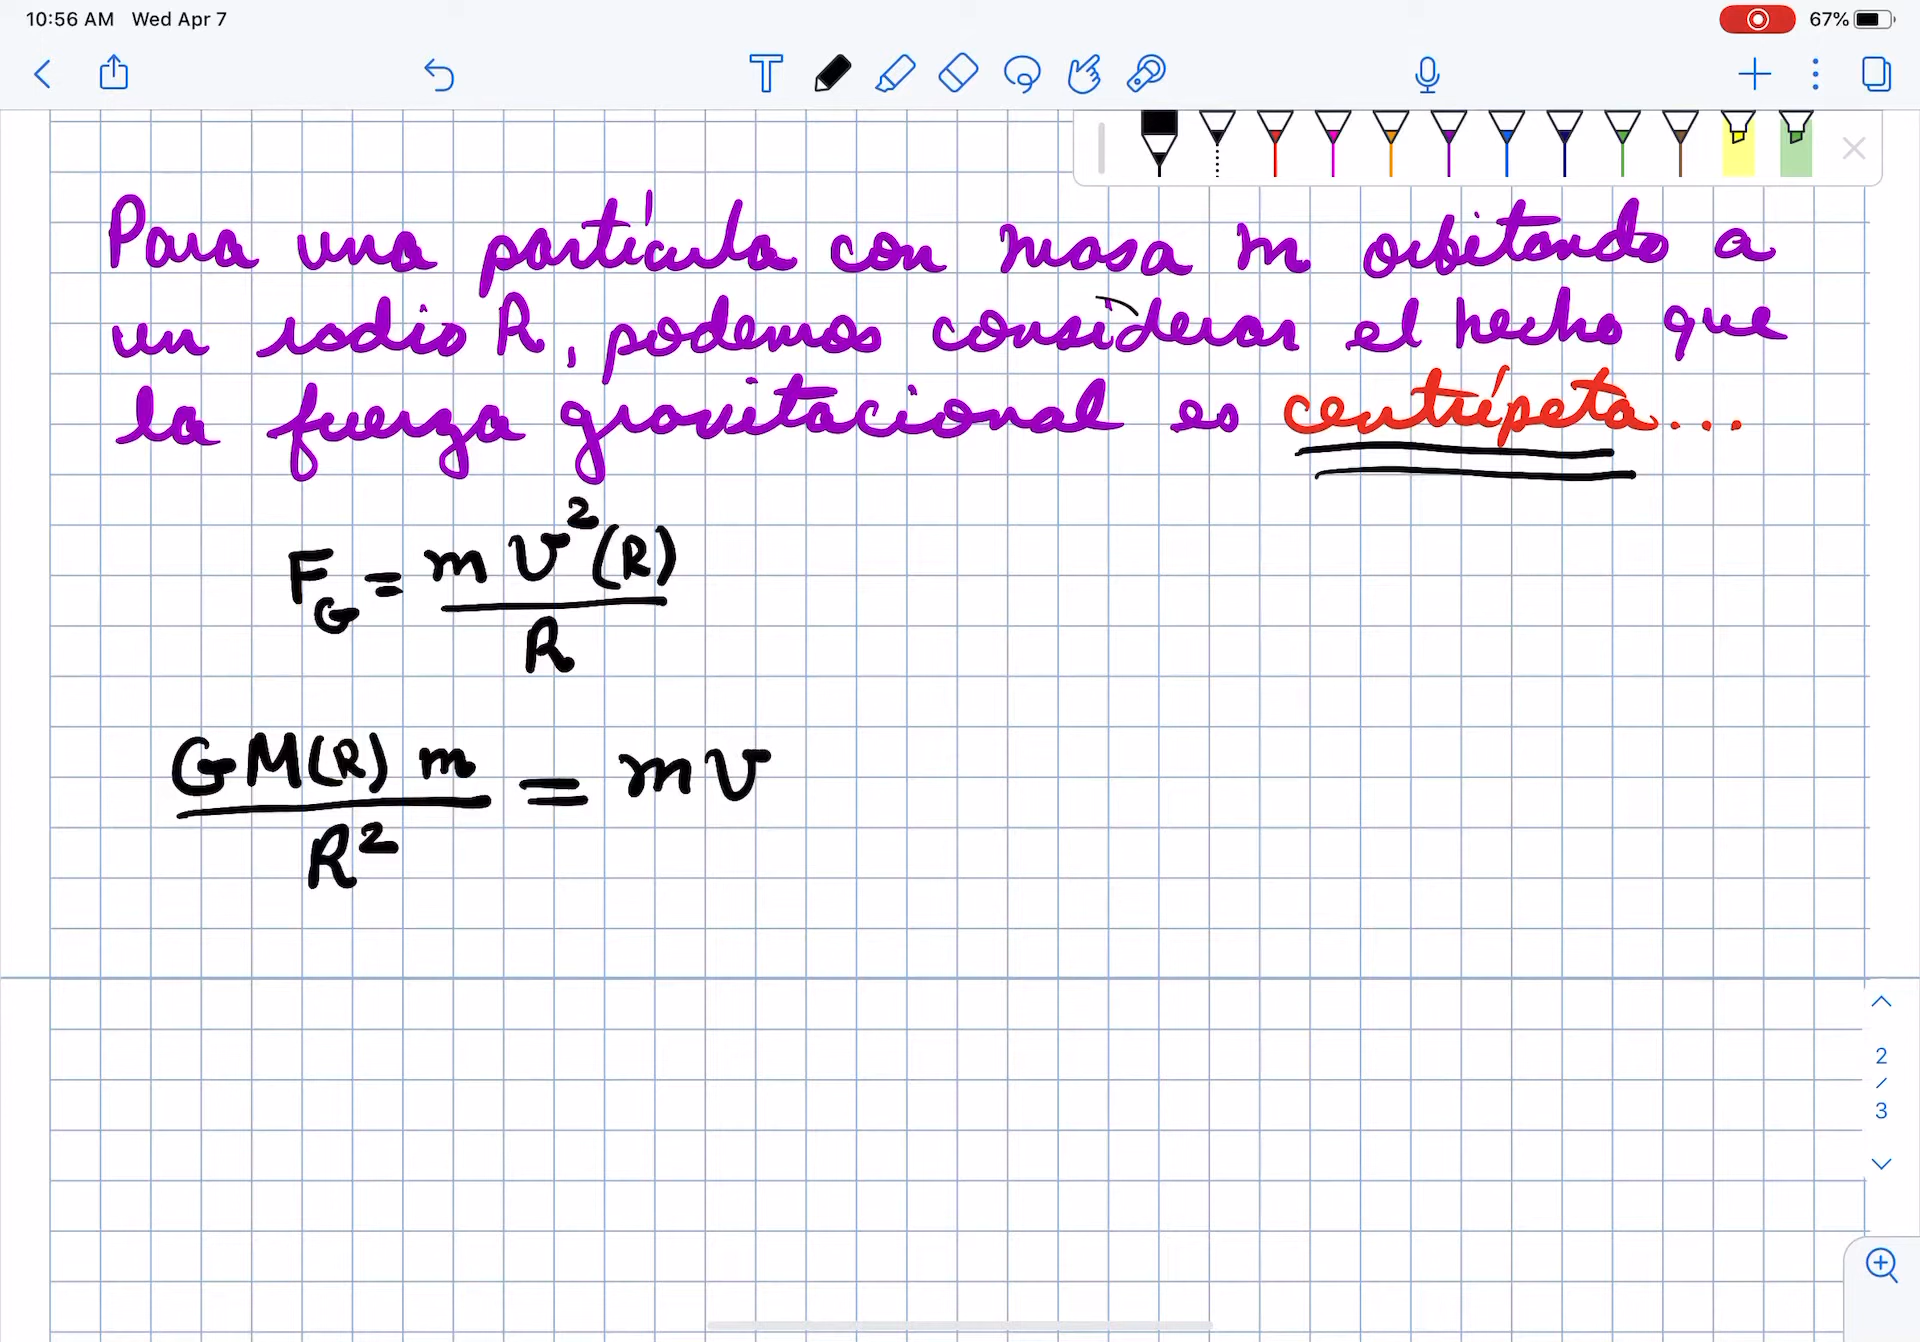 10:56 AM Wed Apr 7
67%
Para una partícula con masa m orbitando a
un radio R, podemos considerar el hecho que
la fuerza gravitacional es centrípeta...
F_G = m v²(R) / R
GM(R) m / R² = m v
2
/
3